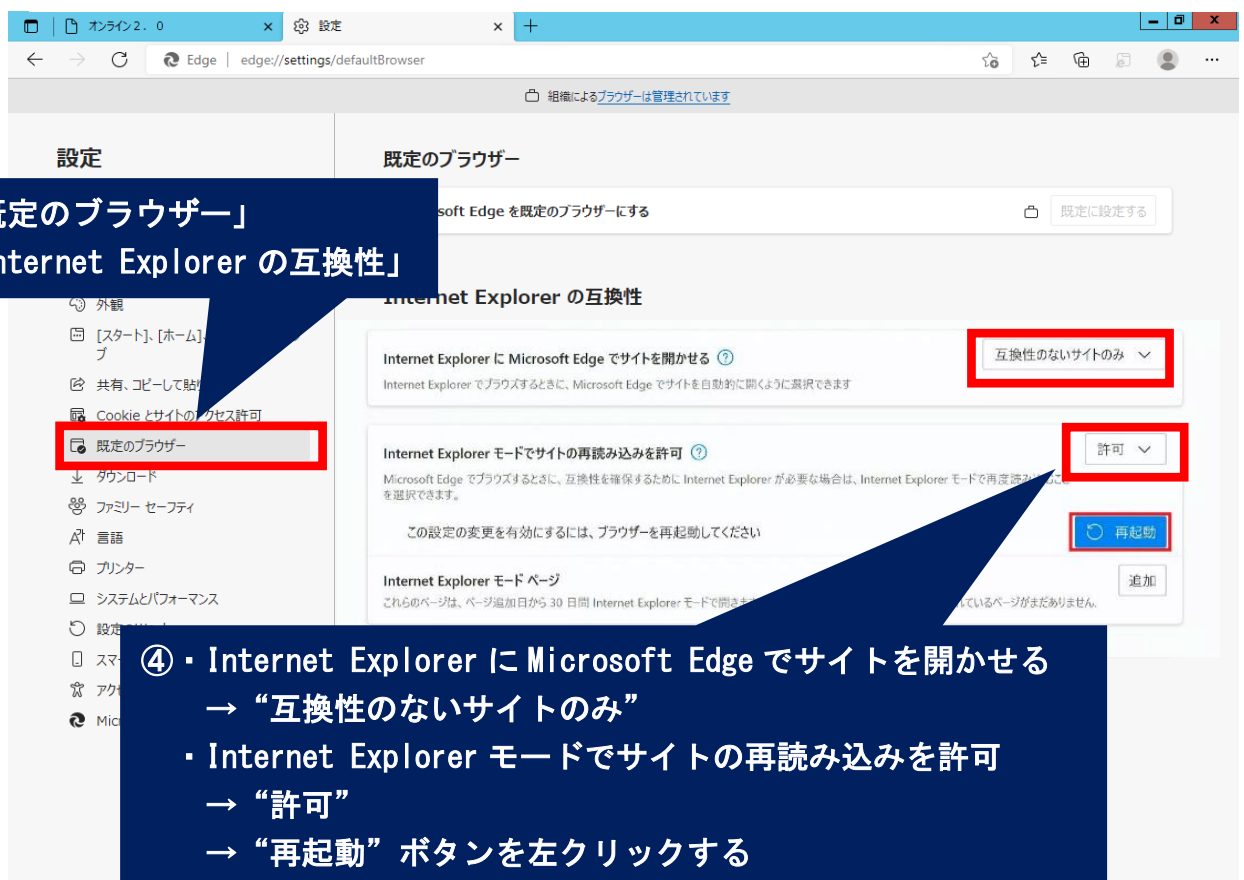 オンライン2．0
設定
Edge | edge://settings/defaultBrowser
組織によるブラウザーは管理されています
設定
既定のブラウザー
定のブラウザー」
nternet Explorer の互換性」
soft Edge を既定のブラウザーにする
既定に設定する
Internet Explorer の互換性
外観
[スタート]、[ホーム]、
プ
共有、コピーして貼り
Cookie とサイトのアクセス許可
既定のブラウザー
ダウンロード
ファミリー セーフティ
言語
プリンター
システムとパフォーマンス
設定
スマ
アクセ
Mic
Internet Explorer に Microsoft Edge でサイトを開かせる
互換性のないサイトのみ
Internet Explorer でブラウズするときに、Microsoft Edge でサイトを自動的に開くように選択できます
Internet Explorer モードでサイトの再読み込みを許可
許可
Microsoft Edge でブラウズするときに、互換性を確保するために Internet Explorer が必要な場合は、Internet Explorer モードで再度読み込むこと
を選択できます。
この設定の変更を有効にするには、ブラウザーを再起動してください
再起動
Internet Explorer モード ページ
追加
これらのページは、ページ追加日から 30 日間 Internet Explorer モードで開きます
れているページがまだありません。
④・Internet Explorer に Microsoft Edge でサイトを開かせる
→“互換性のないサイトのみ”
・Internet Explorer モードでサイトの再読み込みを許可
→“許可”
→“再起動”ボタンを左クリックする